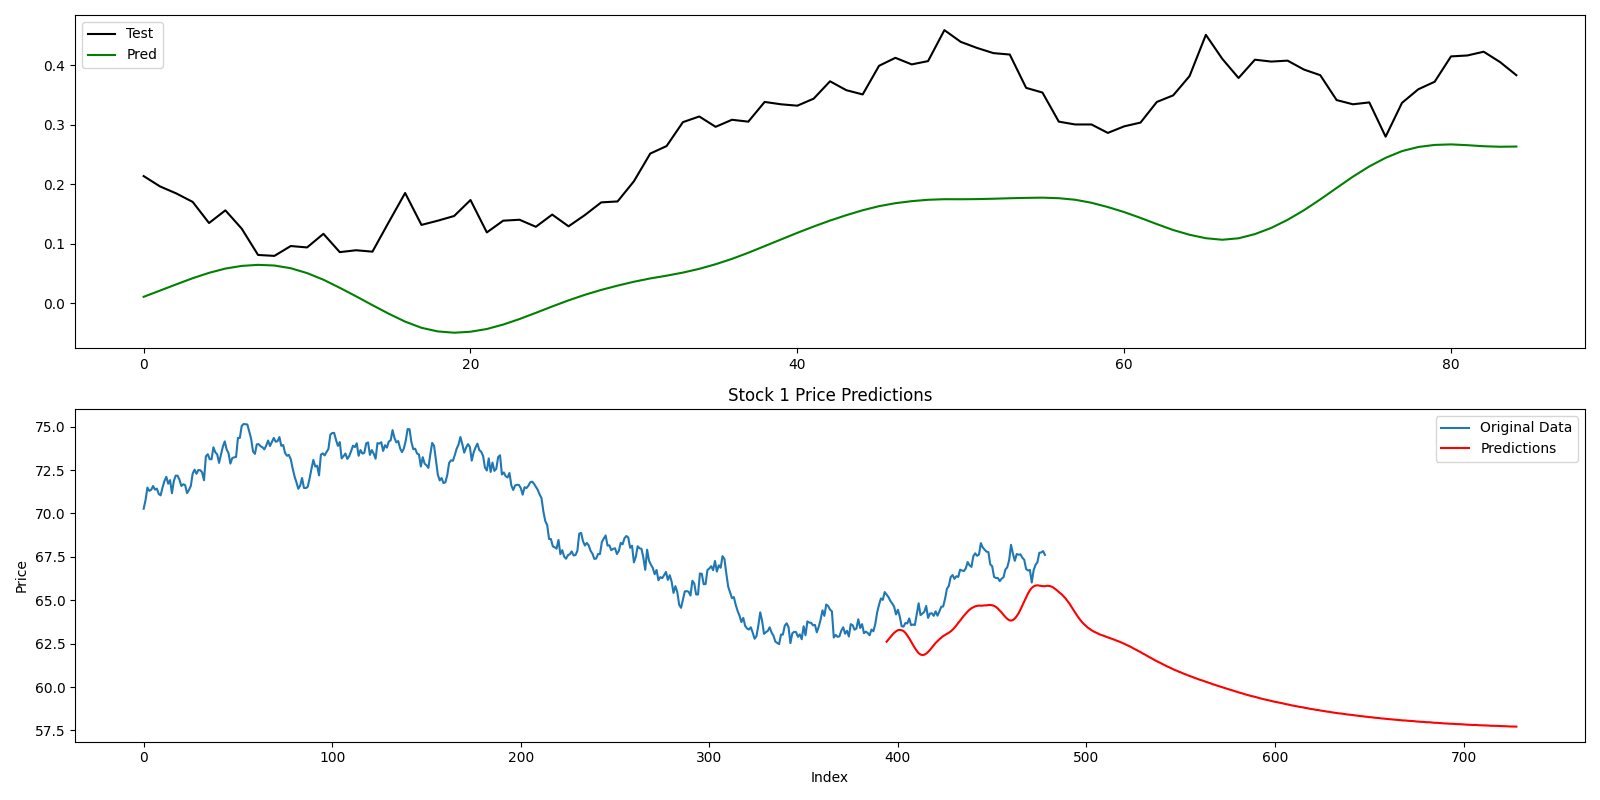 Test
Pred
0.4
0.3
0.2
0.1
0.0
0 20 40 60 80
Stock 1 Price Predictions
Original Data
Predictions
75.0
72.5
70.0
67.5
65.0
62.5
60.0
57.5
Price
0 100 200 300 400 500 600 700
Index